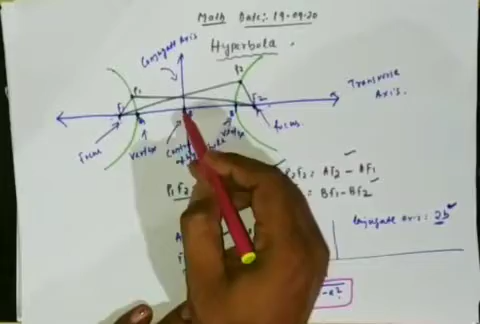 Math Date:- 19-09-20
Hyperbola.
Conjugate Axis
P1
P2
Transverse
Axis.
F1
F2
A
B
Focus
Vertex
Vertex
focus.
P2F2 = AF2 - AF1
P1F2
= BF1 - BF2
Conjugate axis = 2b